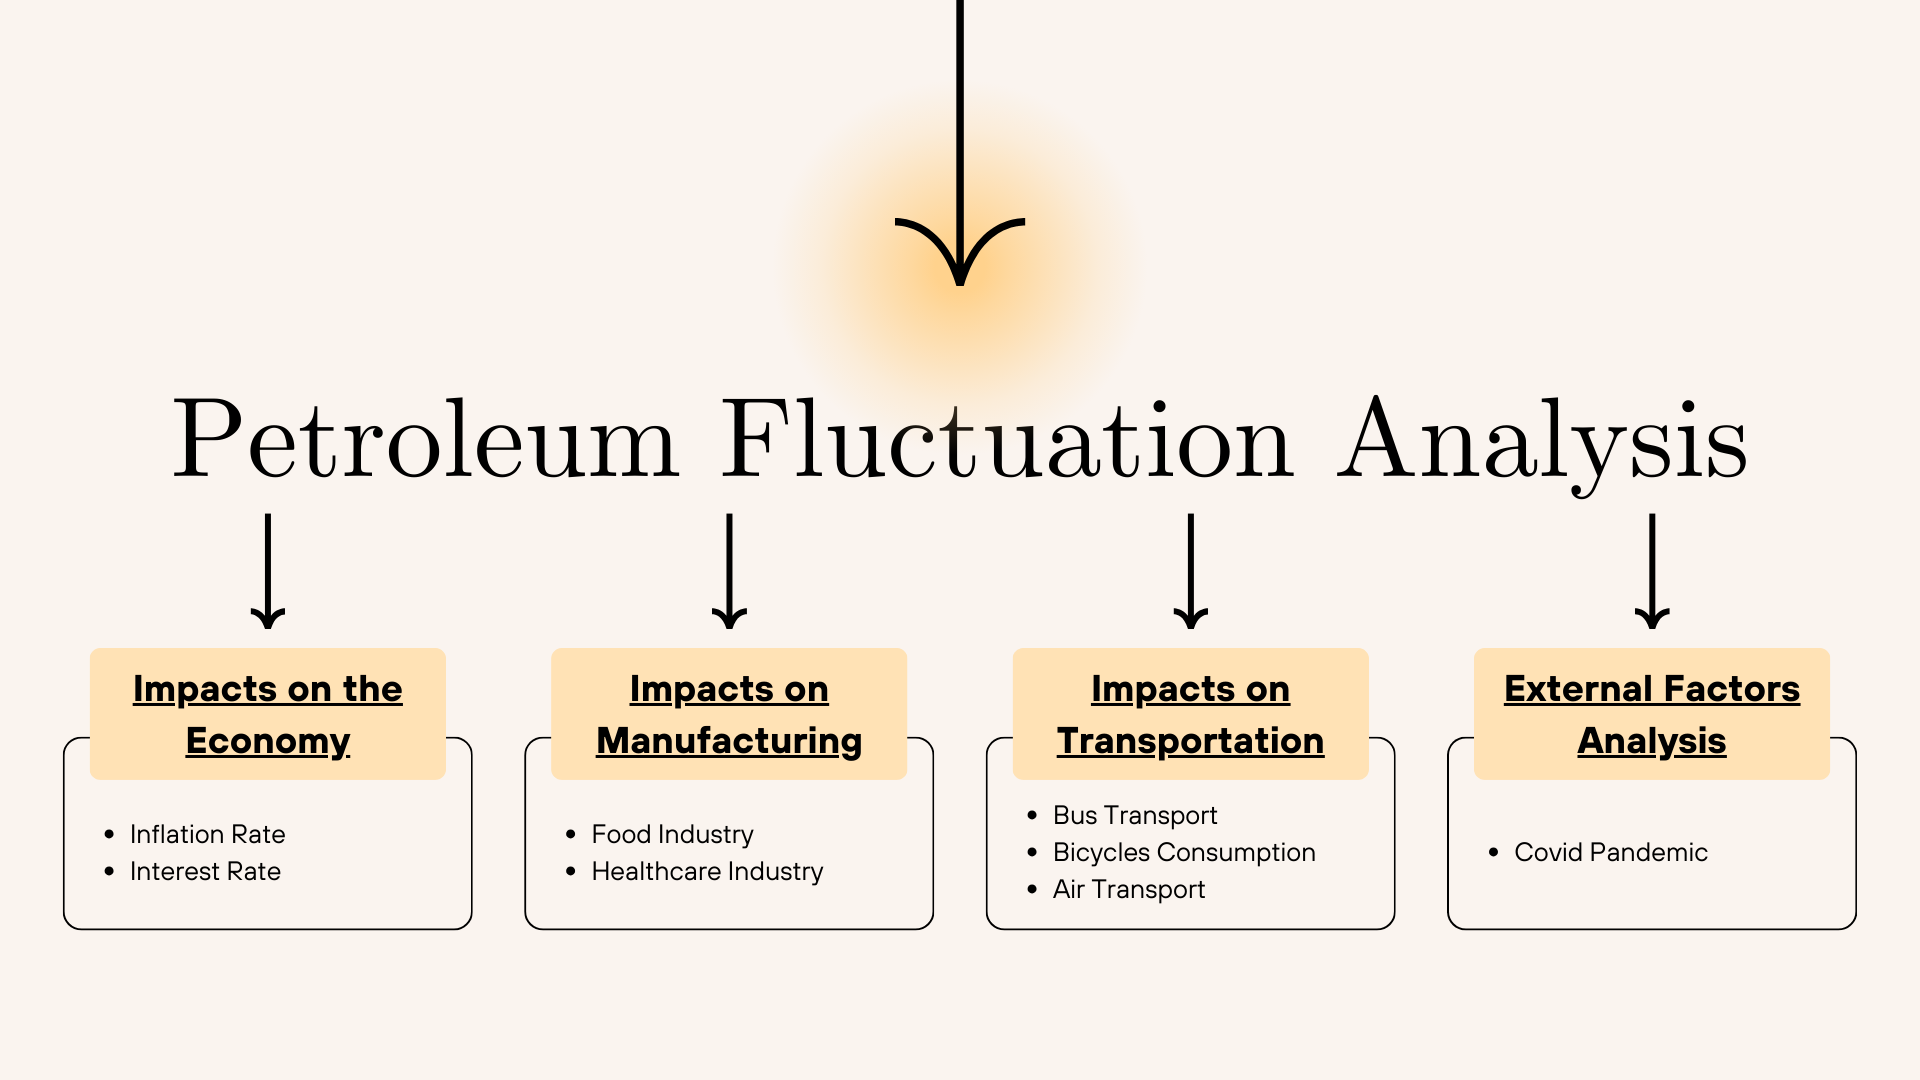 Petroleum Fluctuation Analysis
Impacts on the
Economy
• Inflation Rate
• Interest Rate
Impacts on
Manufacturing
• Food Industry
• Healthcare Industry
Impacts on
Transportation
• Bus Transport
• Bicycles Consumption
• Air Transport
External Factors
Analysis
• Covid Pandemic